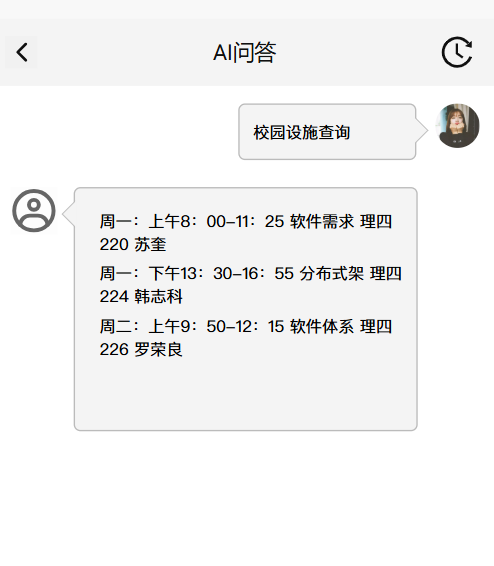 AI问答
校园设施查询
周一：上午8：00-11：25 软件需求 理四
220 苏奎
周一：下午13：30-16：55 分布式架 理四
224 韩志科
周二：上午9：50-12：15 软件体系 理四
226 罗荣良